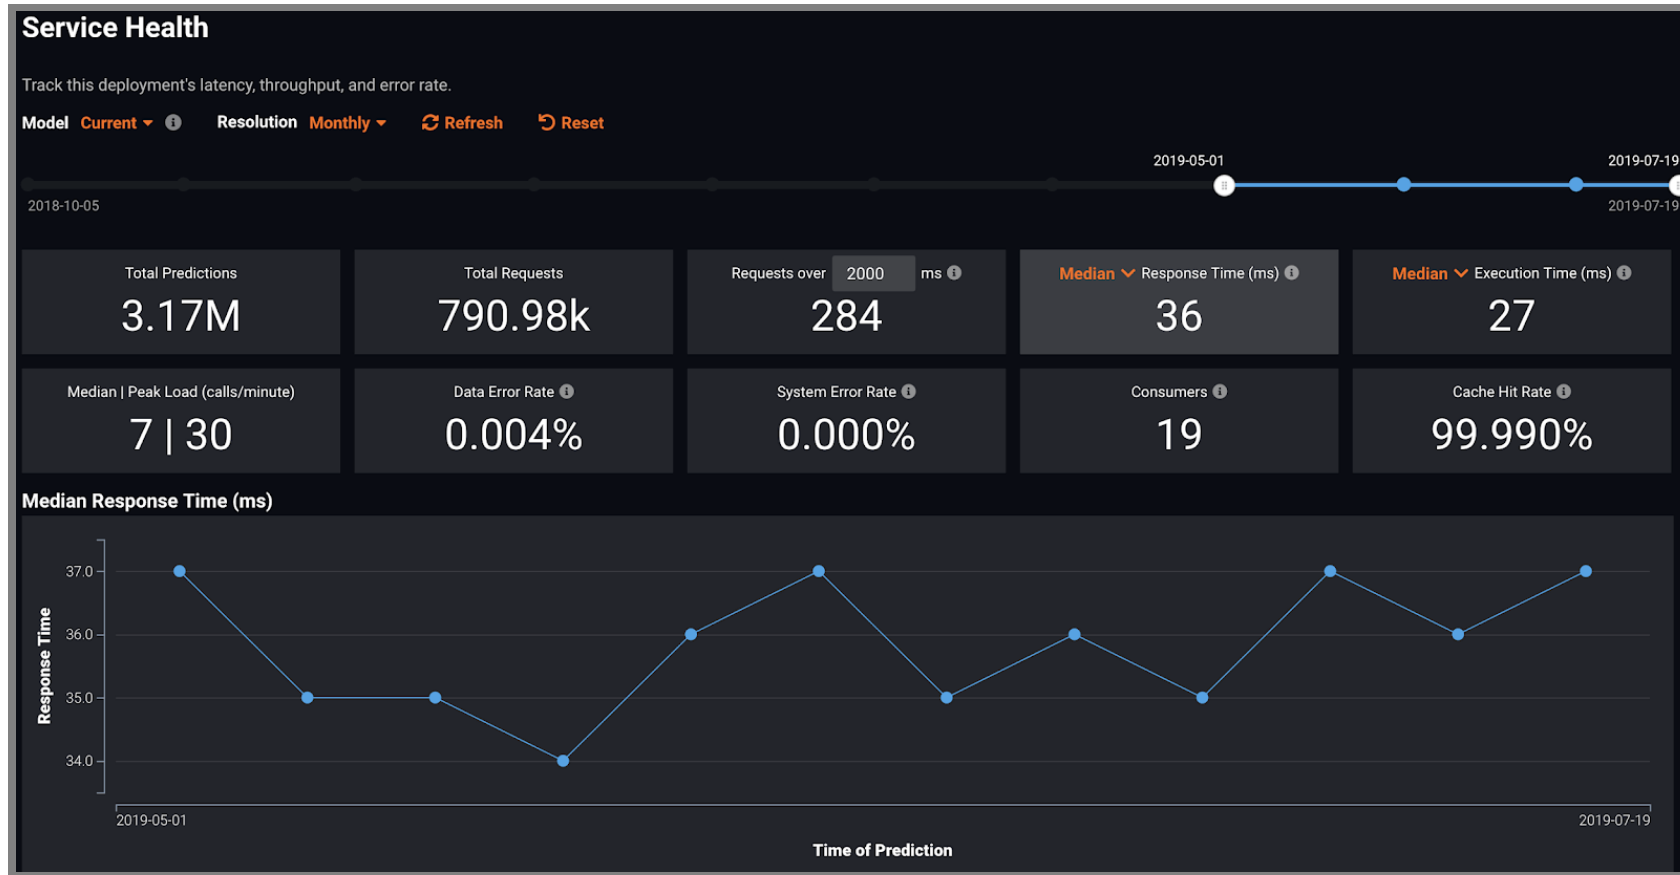 Service Health
Track this deployment's latency, throughput, and error rate.
Model Current Resolution Monthly Refresh Reset
2019-05-01 2019-07-19
2018-10-05 2019-07-19
Total Predictions
3.17M
Total Requests
790.98k
Requests over 2000 ms
284
Median Response Time (ms)
36
Median Execution Time (ms)
27
Median | Peak Load (calls/minute)
7 | 30
Data Error Rate
0.004%
System Error Rate
0.000%
Consumers
19
Cache Hit Rate
99.990%
Median Response Time (ms)
Response Time
37.0
36.0
35.0
34.0
2019-05-01 2019-07-19
Time of Prediction